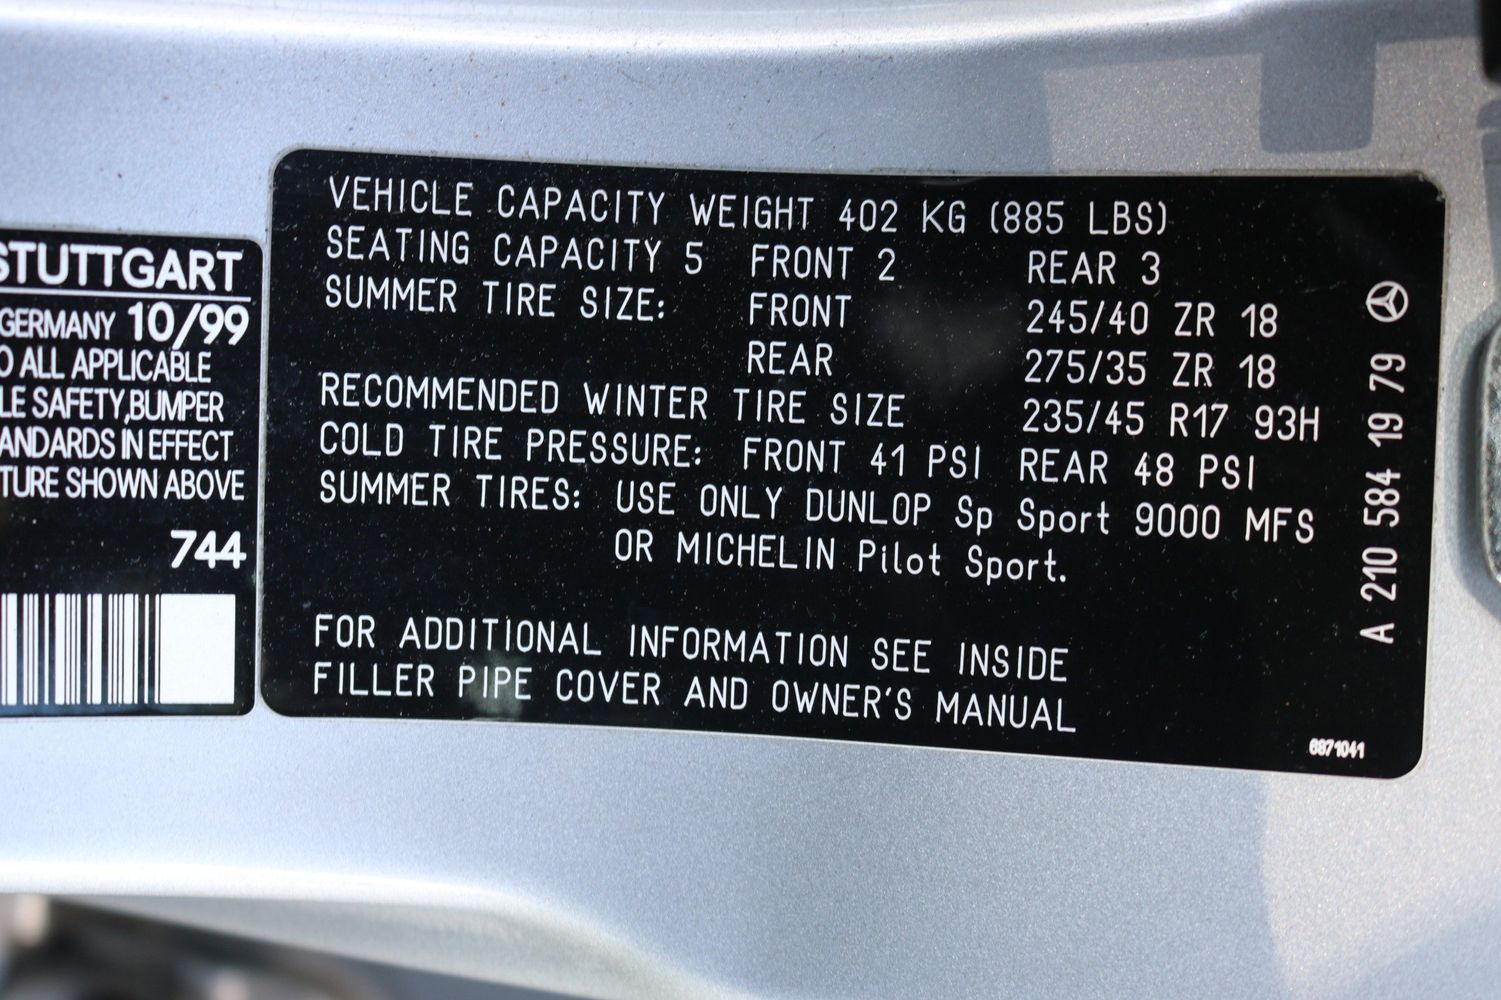 STUTTGART
GERMANY 10/99
O ALL APPLICABLE
LE SAFETY,BUMPER
ANDARDS IN EFFECT
TURE SHOWN ABOVE
744
VEHICLE CAPACITY WEIGHT 402 KG (885 LBS)
SEATING CAPACITY 5 FRONT 2 REAR 3
SUMMER TIRE SIZE: FRONT 245/40 ZR 18
REAR 275/35 ZR 18
RECOMMENDED WINTER TIRE SIZE 235/45 R17 93H
COLD TIRE PRESSURE: FRONT 41 PSI REAR 48 PSI
SUMMER TIRES: USE ONLY DUNLOP Sp Sport 9000 MFS
OR MICHELIN Pilot Sport.
FOR ADDITIONAL INFORMATION SEE INSIDE
FILLER PIPE COVER AND OWNER'S MANUAL
6871041
A 210 584 19 79